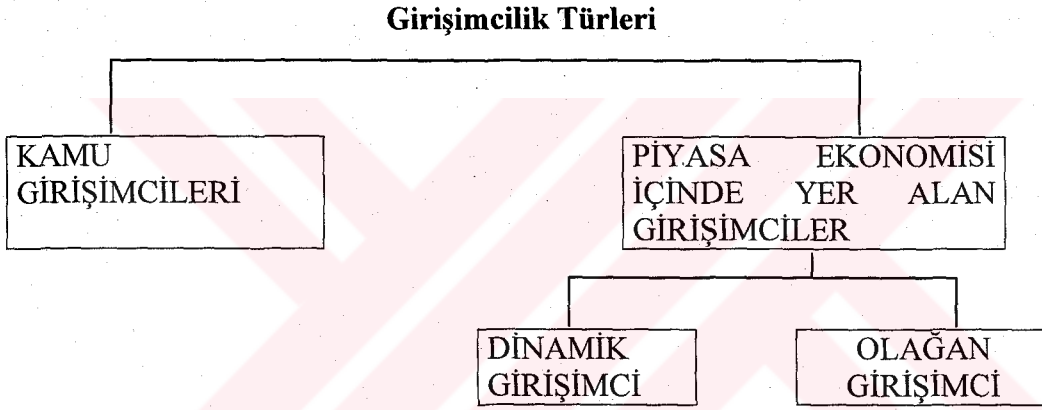 Girişimcilik Türleri
KAMU
GİRİŞİMCİLERİ
PİYASA EKONOMİSİ
İÇİNDE YER ALAN
GİRİŞİMCİLER
DİNAMİK
GİRİŞİMCİ
OLAĞAN
GİRİŞİMCİ